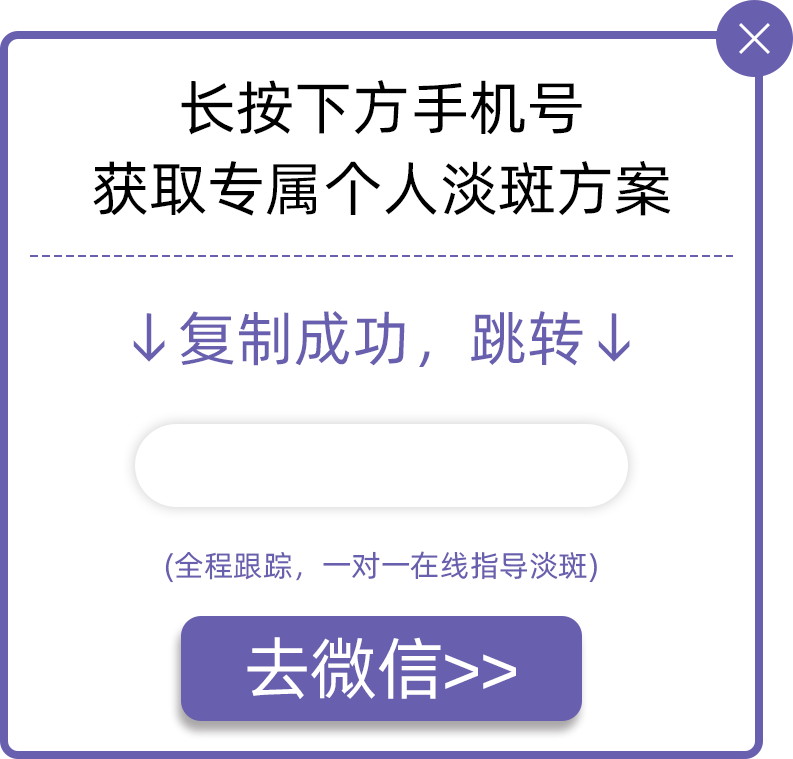 长按下方手机号
获取专属个人淡斑方案
↓复制成功，跳转↓
(全程跟踪，一对一在线指导淡斑)
去微信>>